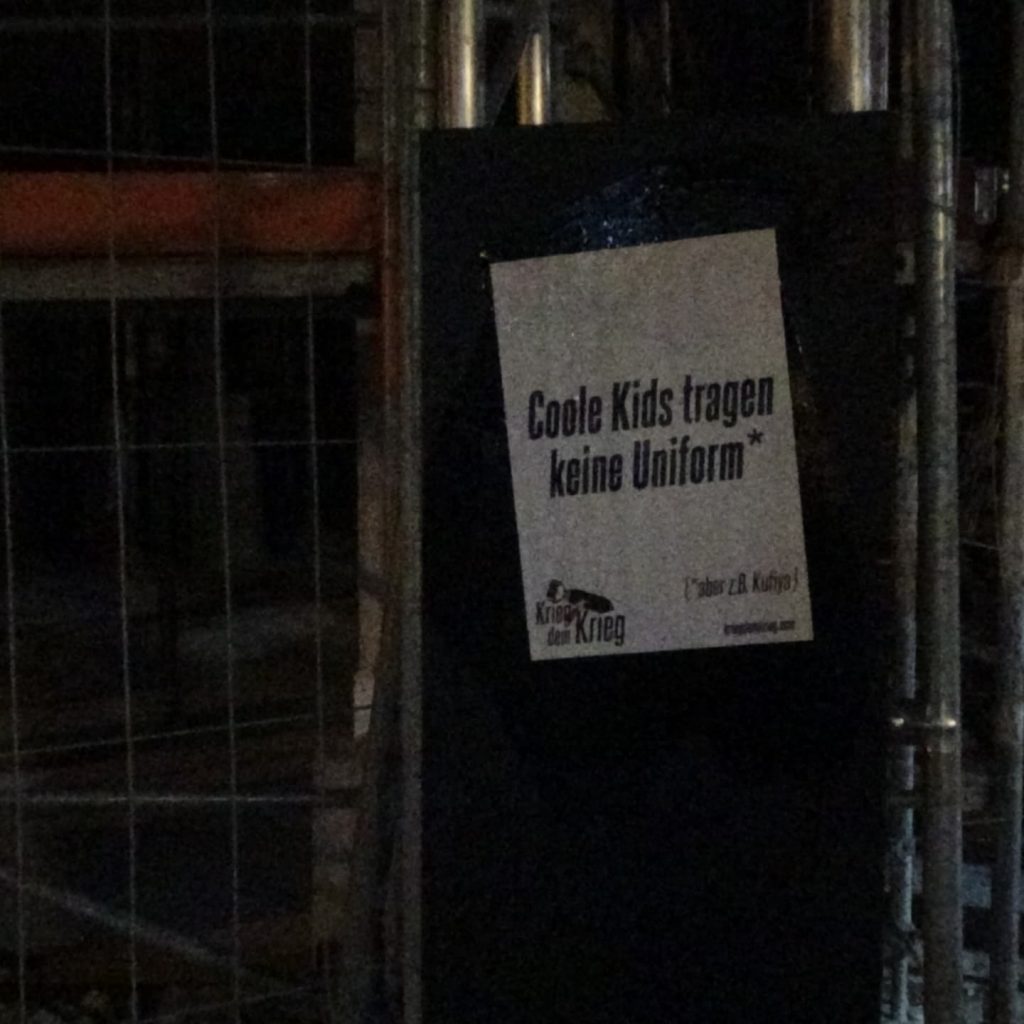 Coole Kids tragen
keine Uniform*
(*aber z.B. Kufiya)
Krieg
dem Krieg